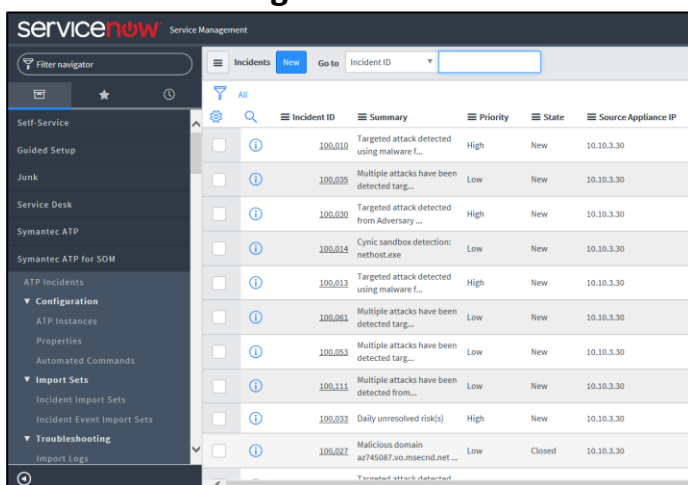 servicenow Service Management
Filter navigator
Self-Service
Guided Setup
Junk
Service Desk
Symantec ATP
Symantec ATP for SOM
ATP Incidents
▼ Configuration
ATP Instances
Properties
Automated Commands
▼ Import Sets
Incident Import Sets
Incident Event Import Sets
▼ Troubleshooting
Import Logs
Incidents New Go to Incident ID
All
Incident ID Summary Priority State Source Appliance IP
100,010 Targeted attack detected using malware f... High New 10.10.3.30
100,035 Multiple attacks have been detected targ... Low New 10.10.3.30
100,030 Targeted attack detected from Adversary ... High New 10.10.3.30
100,014 Cynic sandbox detection: nethost.exe Low New 10.10.3.30
100,013 Targeted attack detected using malware f... High New 10.10.3.30
100,061 Multiple attacks have been detected targ... Low New 10.10.3.30
100,053 Multiple attacks have been detected targ... Low New 10.10.3.30
100,111 Multiple attacks have been detected from... Low New 10.10.3.30
100,033 Daily unresolved risk(s) High New 10.10.3.30
100,027 Malicious domain az745087.vo.msecnd.net ... Low Closed 10.10.3.30
Targeted attack detected